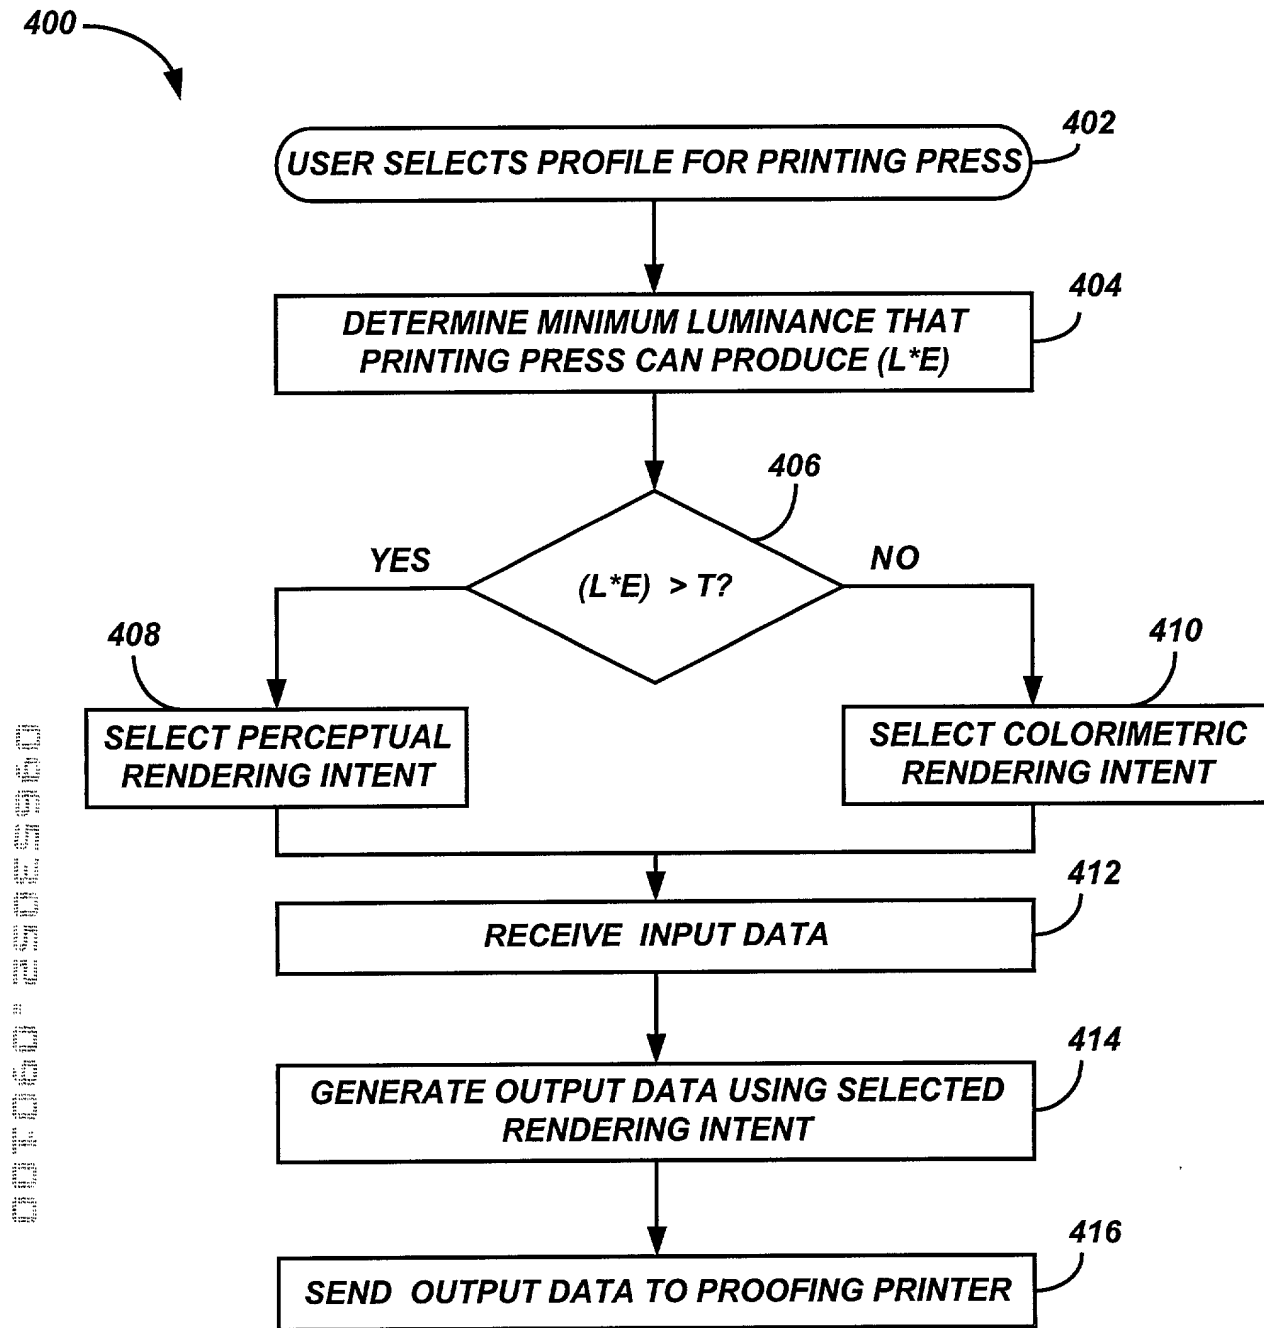 400
402
USER SELECTS PROFILE FOR PRINTING PRESS
404
DETERMINE MINIMUM LUMINANCE THAT
PRINTING PRESS CAN PRODUCE (L*E)
406
YES
NO
(L*E) > T?
408
410
SELECT PERCEPTUAL
RENDERING INTENT
SELECT COLORIMETRIC
RENDERING INTENT
412
RECEIVE INPUT DATA
414
GENERATE OUTPUT DATA USING SELECTED
RENDERING INTENT
416
SEND OUTPUT DATA TO PROOFING PRINTER